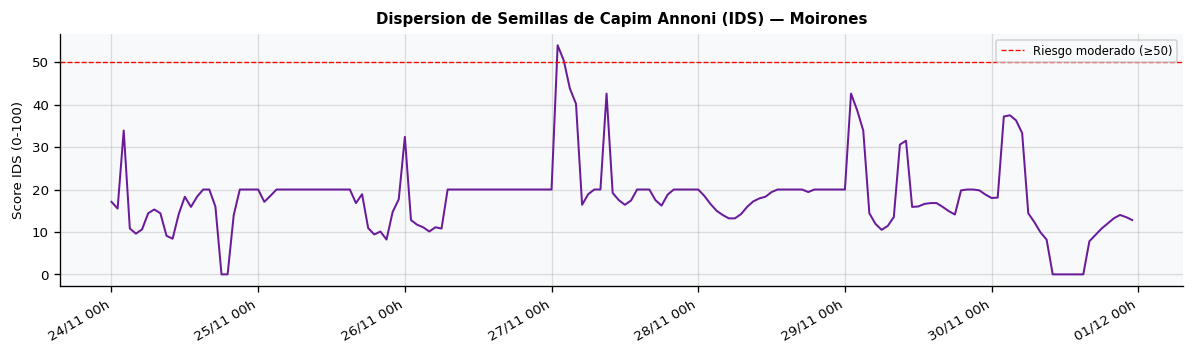 Dispersion de Semillas de Capim Annoni (IDS) — Moirones
Riesgo moderado (≥50)
Score IDS (0-100)
50
40
30
20
10
0
24/11 00h
25/11 00h
26/11 00h
27/11 00h
28/11 00h
29/11 00h
30/11 00h
01/12 00h